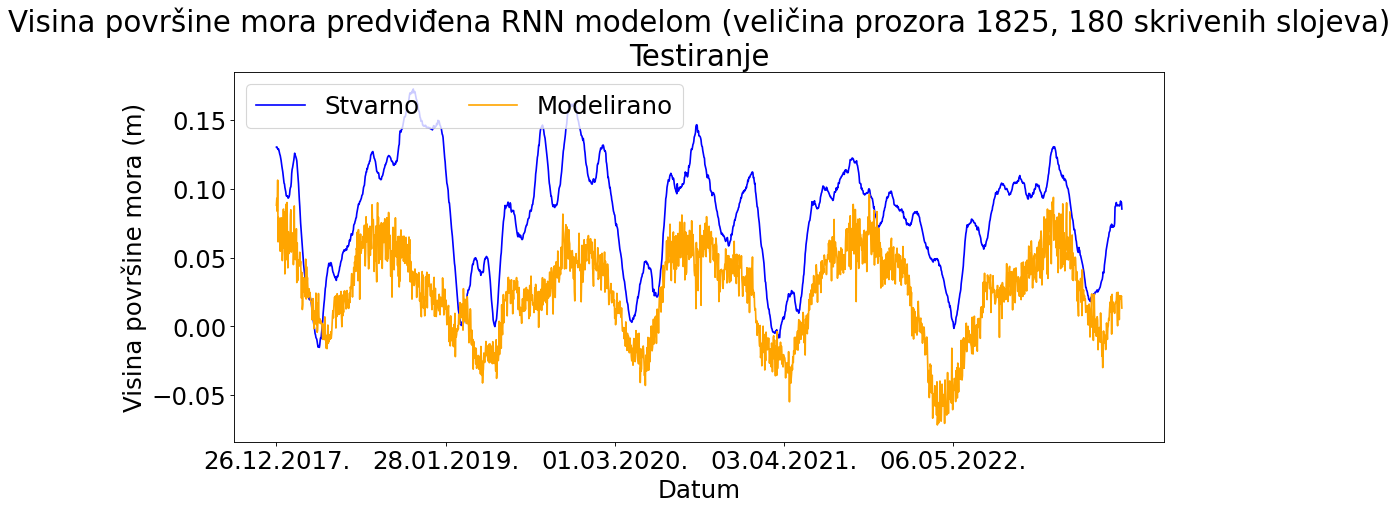 Visina površine mora predviđena RNN modelom (veličina prozora 1825, 180 skrivenih slojeva)
Testiranje
Stvarno
Modelirano
Visina površine mora (m)
0.15
0.10
0.05
0.00
−0.05
26.12.2017.
28.01.2019.
01.03.2020.
03.04.2021.
06.05.2022.
Datum